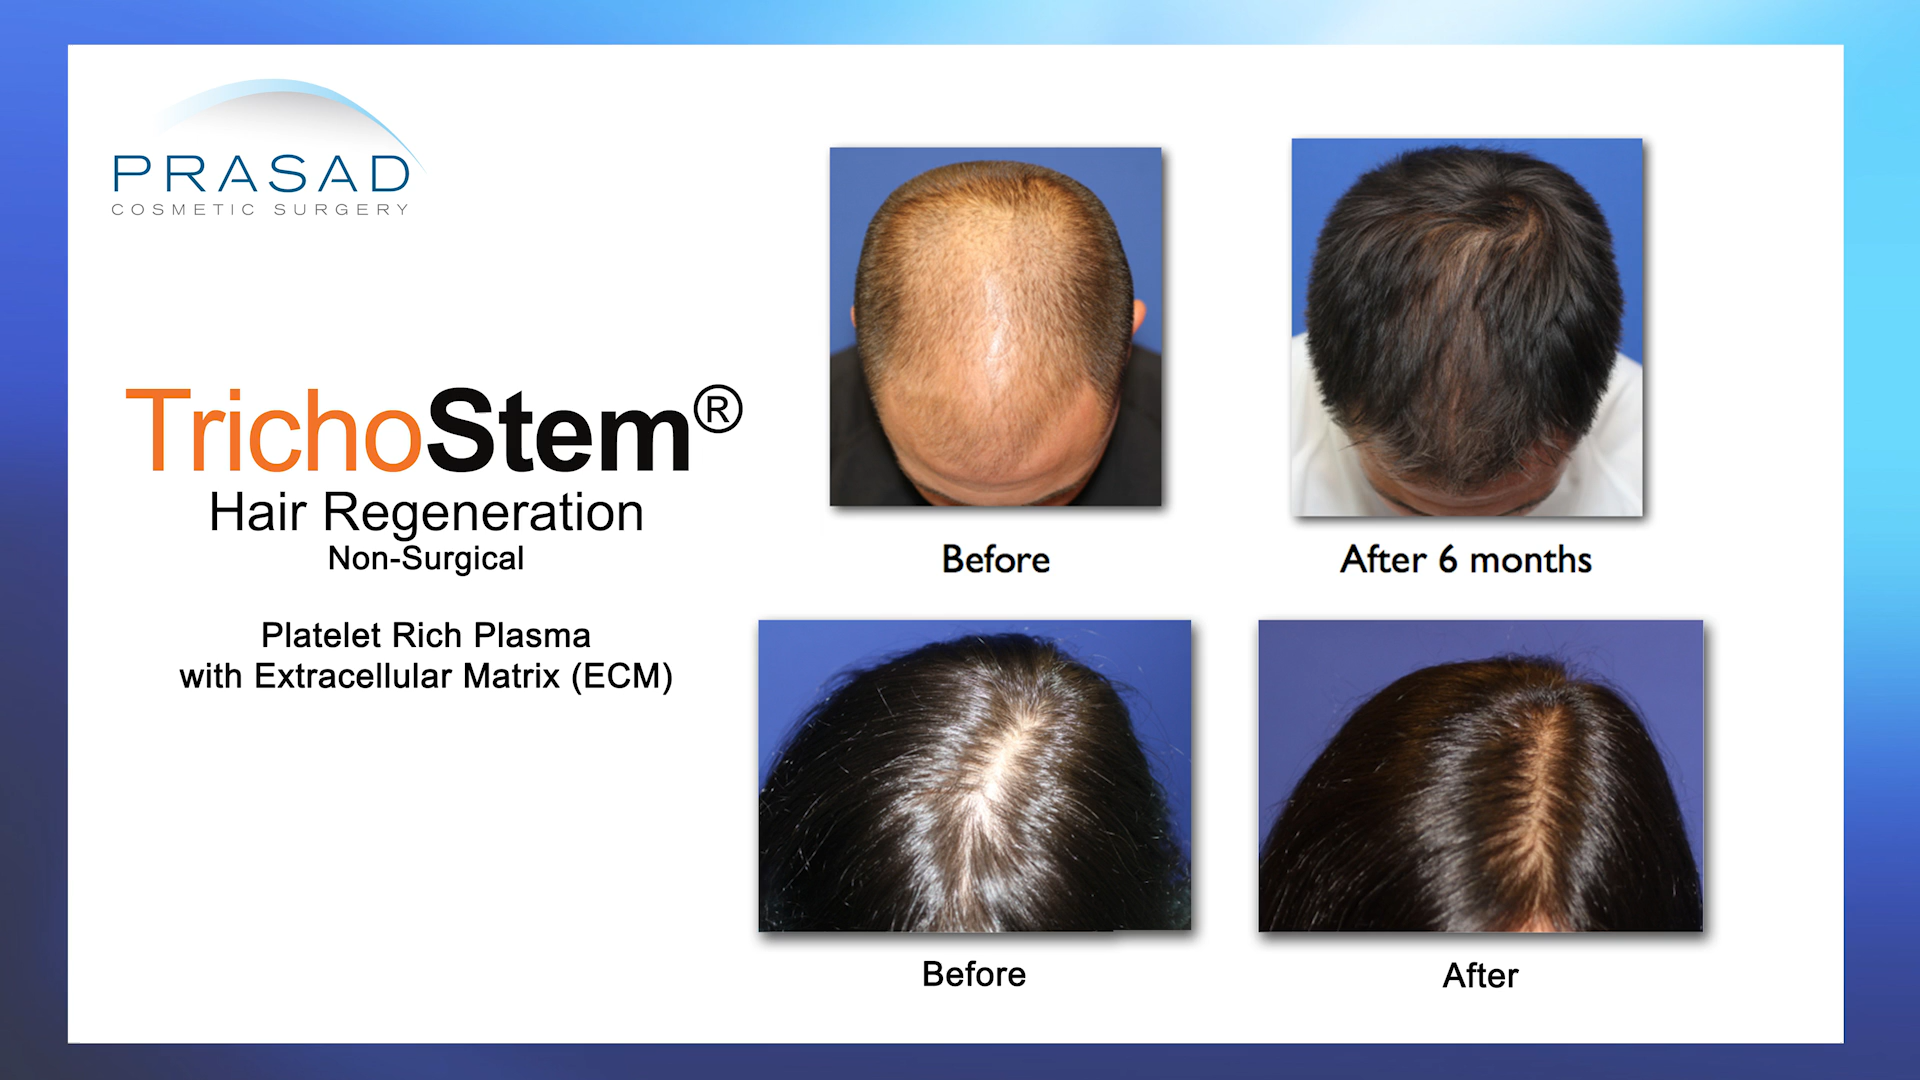 PRASAD
COSMETIC SURGERY
TrichoStem®
Hair Regeneration
Non-Surgical
Platelet Rich Plasma
with Extracellular Matrix (ECM)
Before
After 6 months
Before
After